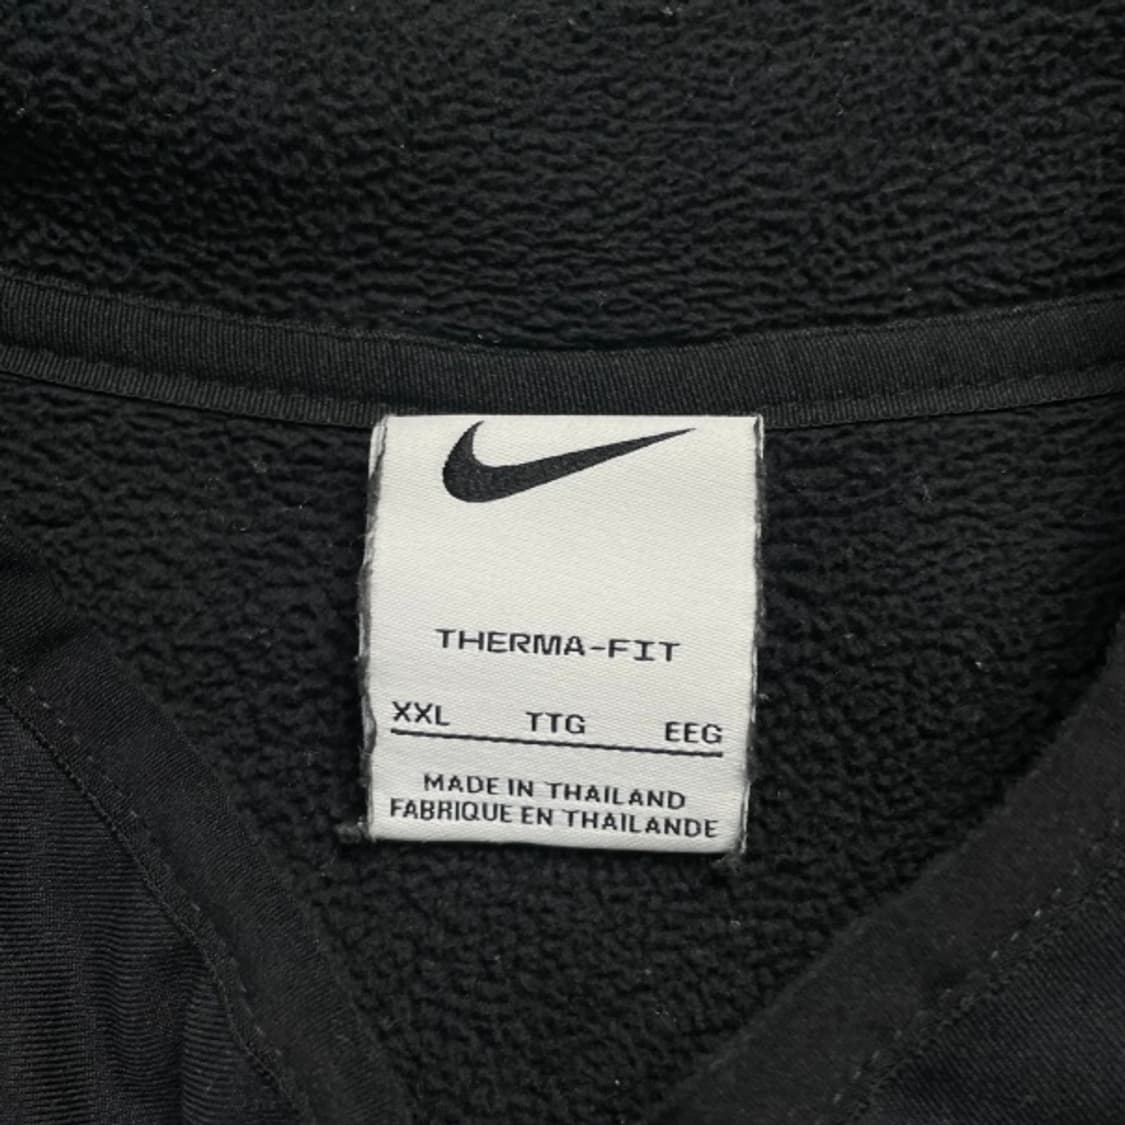 THERMA-FIT
XXL TTG EEG
MADE IN THAILAND
FABRIQUE EN THAILANDE